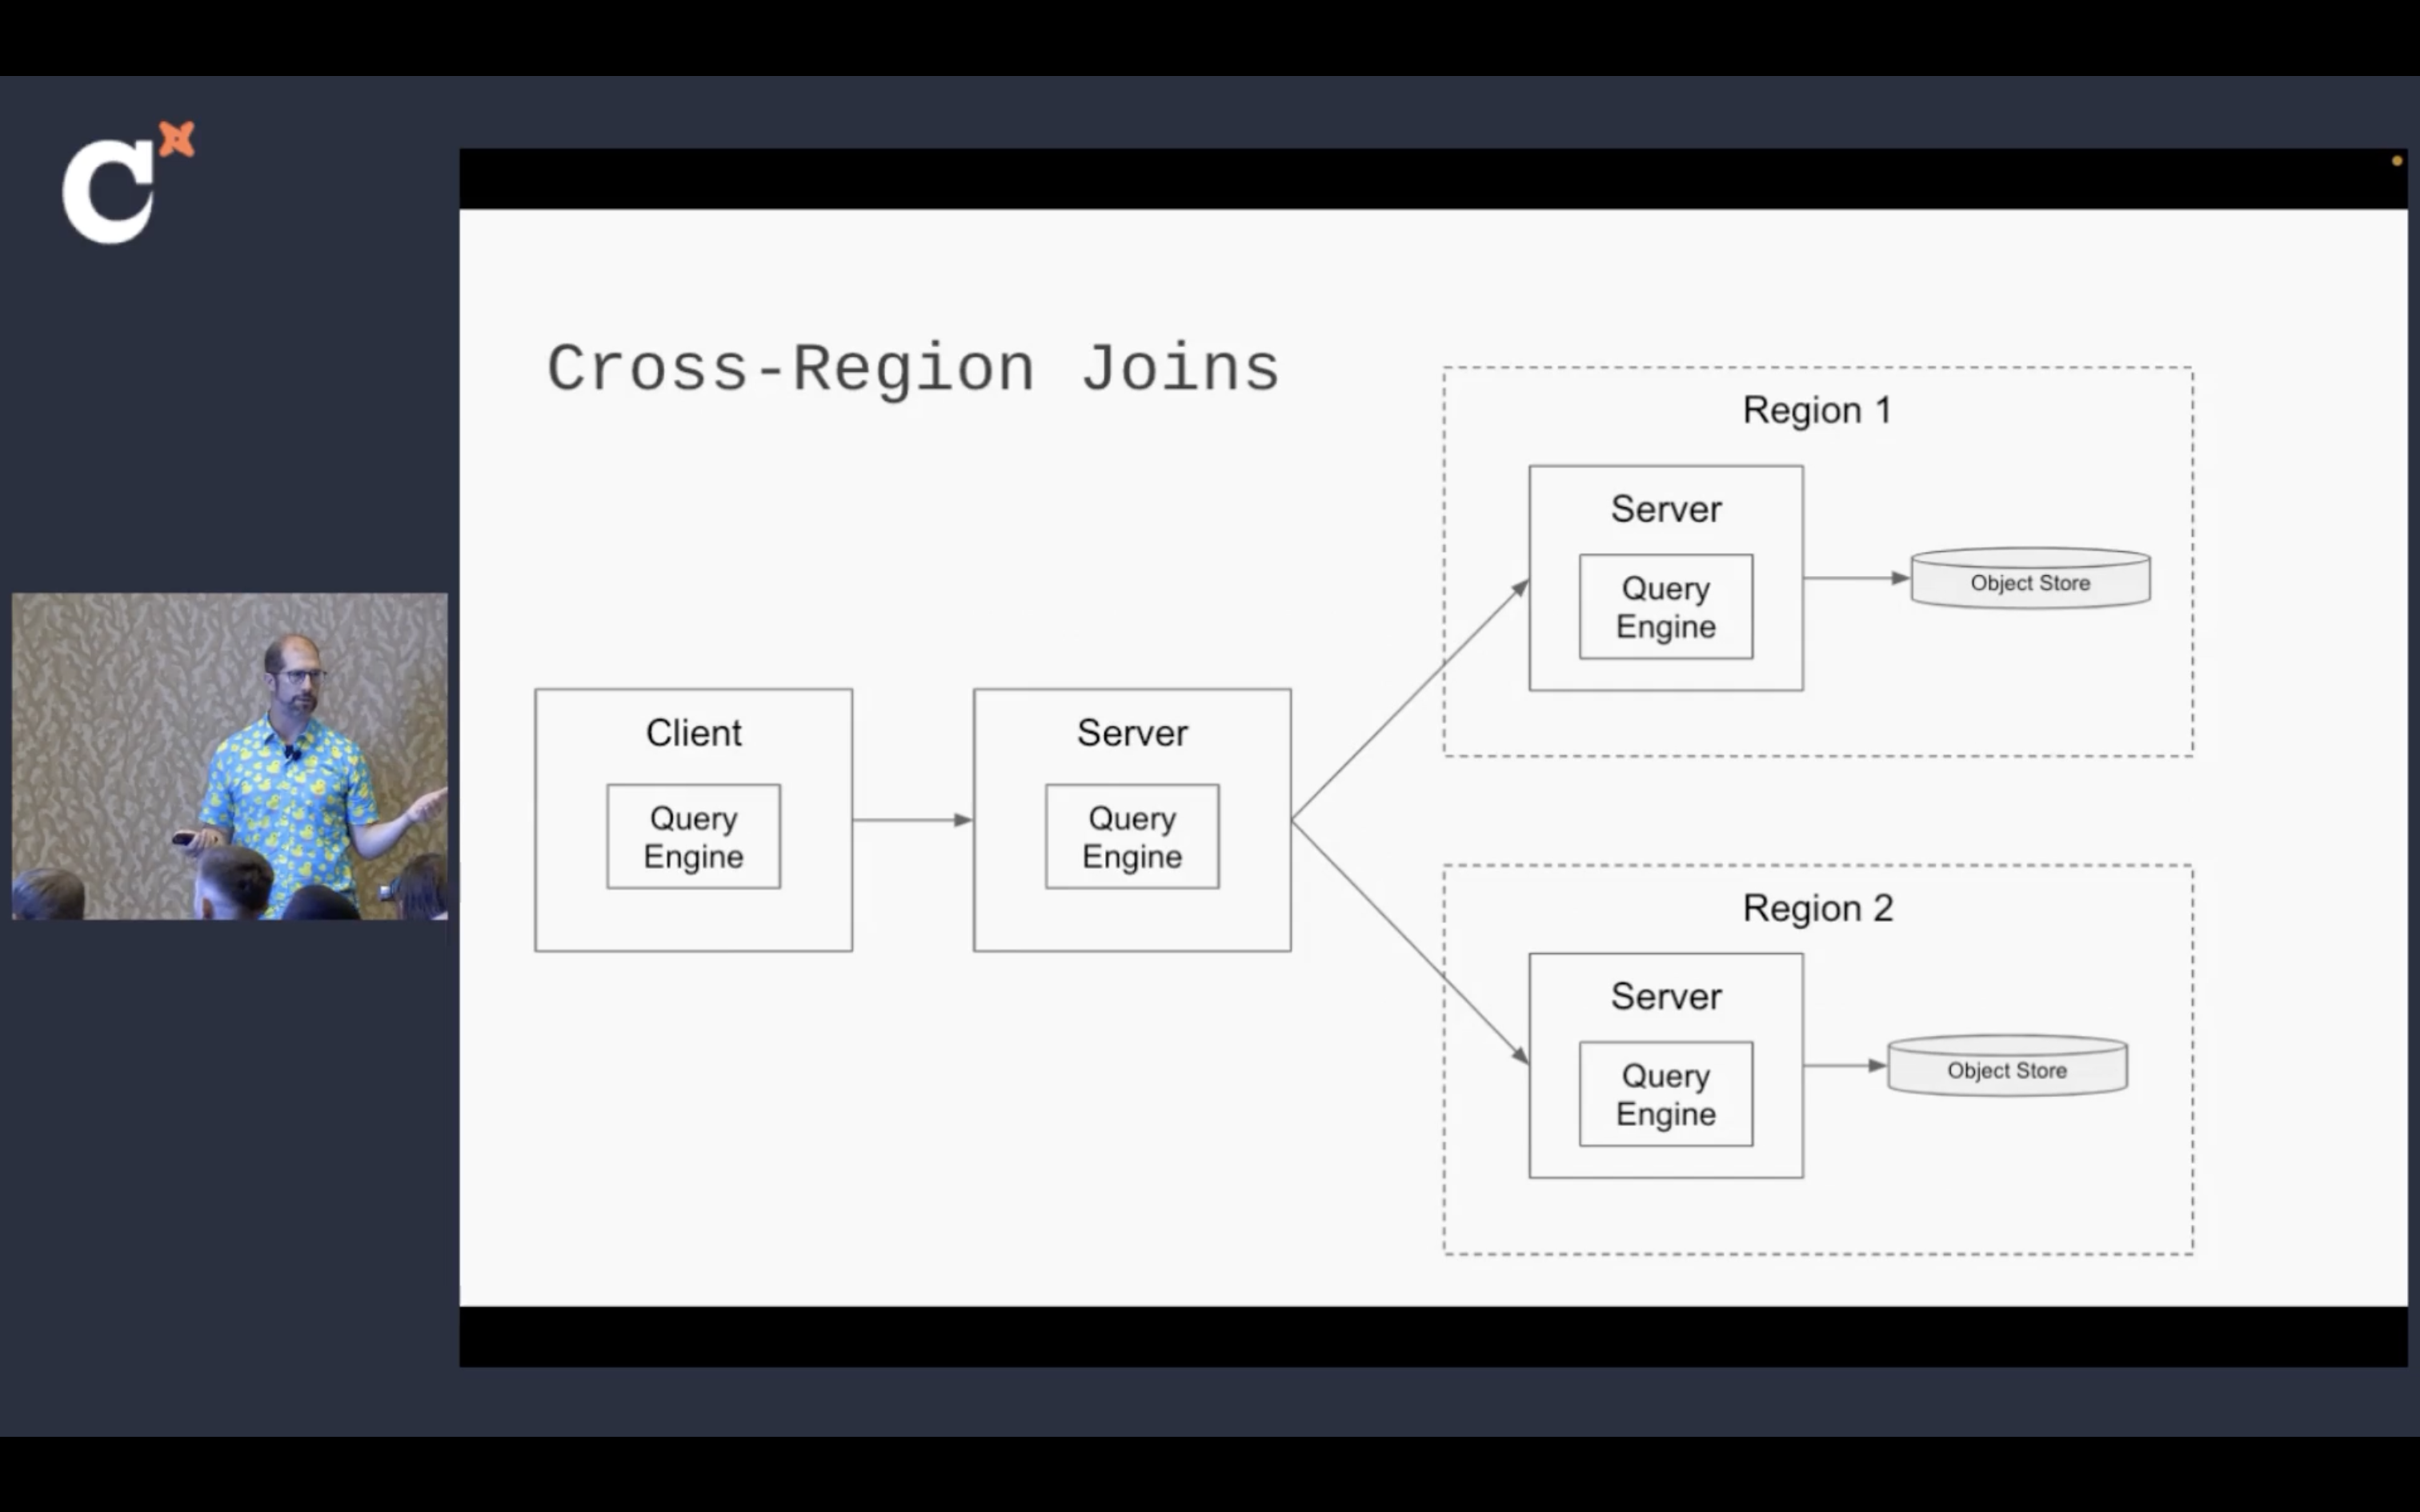 C
Cross-Region Joins
Region 1
Server
Query
Engine
Object Store
Client
Query
Engine
Server
Query
Engine
Region 2
Server
Query
Engine
Object Store